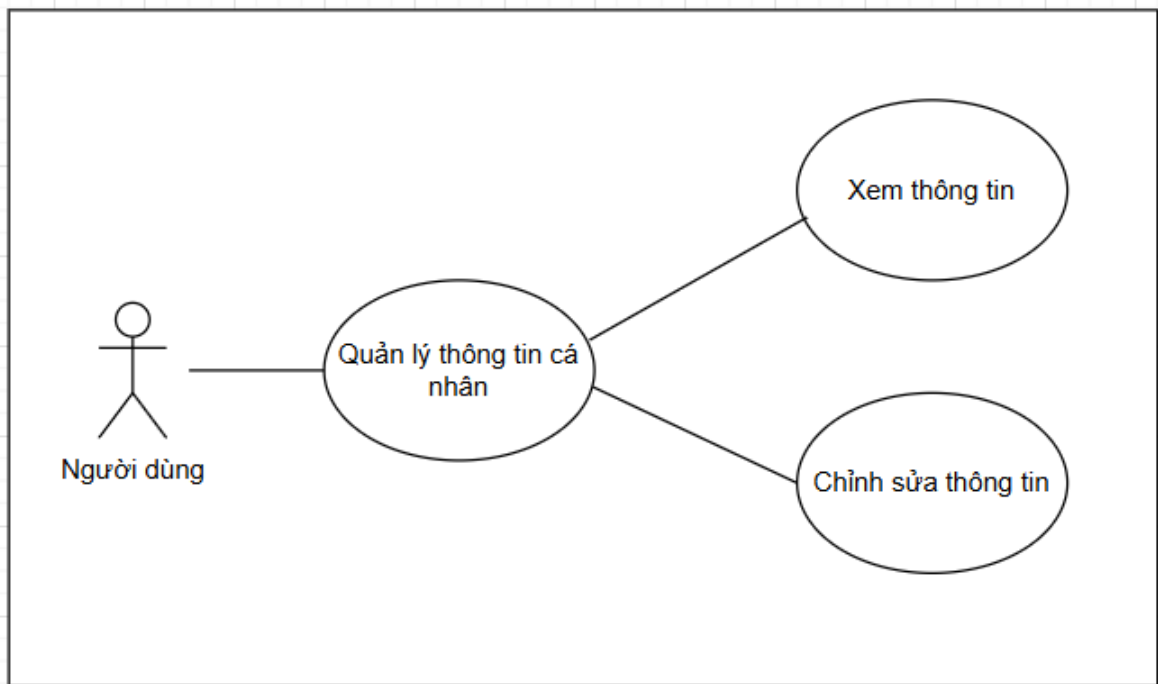 Xem thông tin
Quản lý thông tin cá
nhân
Người dùng
Chỉnh sửa thông tin